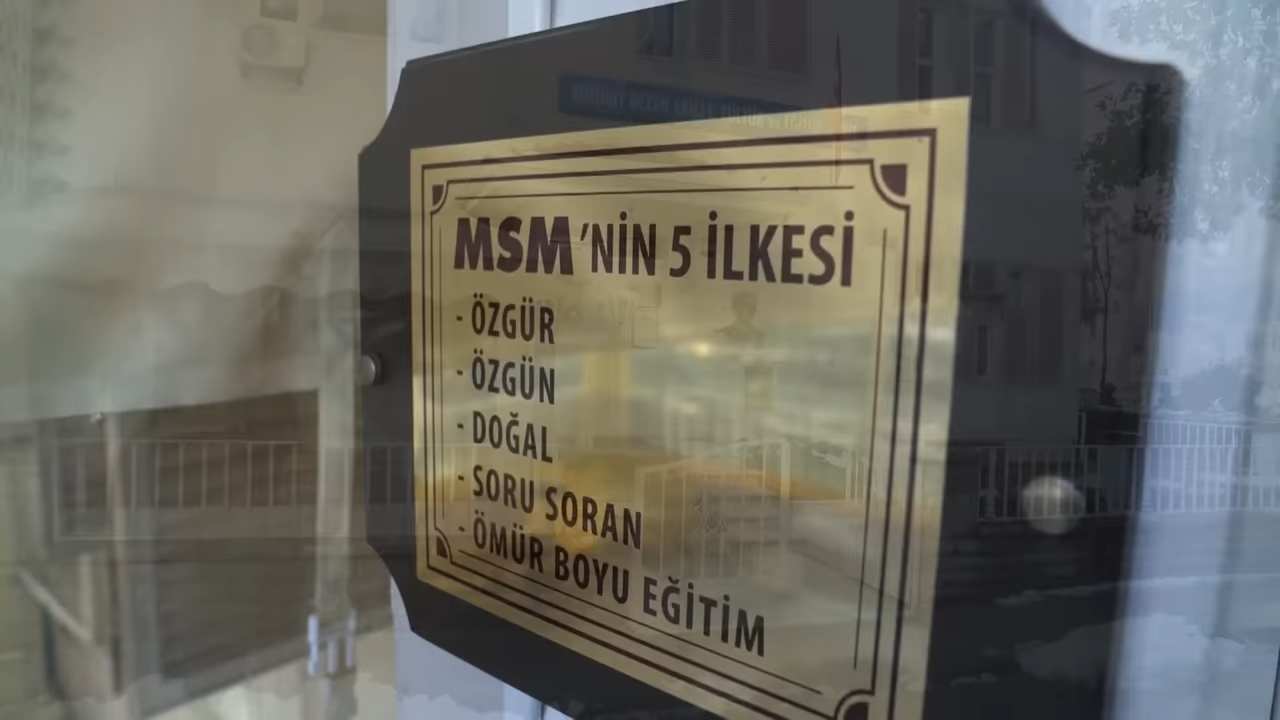 MSM'NİN 5 İLKESİ
- ÖZGÜR
- ÖZGÜN
- DOĞAL
- SORU SORAN
- ÖMÜR BOYU EĞİTİM